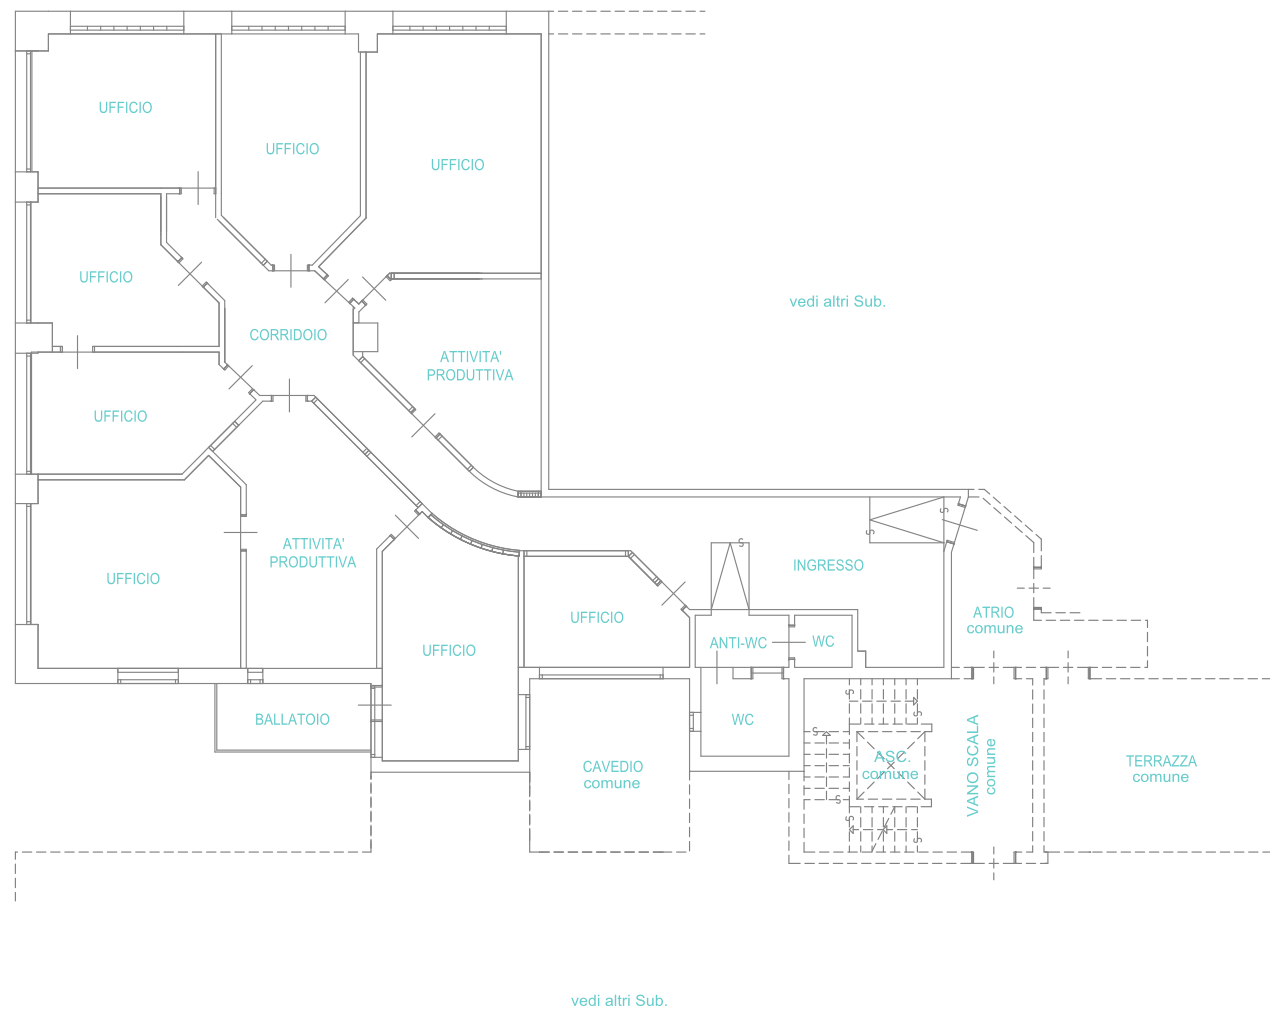 UFFICIO
UFFICIO
UFFICIO
UFFICIO
vedi altri Sub.
CORRIDOIO
ATTIVITA'
PRODUTTIVA
UFFICIO
ATTIVITA'
PRODUTTIVA
UFFICIO
INGRESSO
UFFICIO
ATRIO
comune
UFFICIO
ANTI-WC
WC
BALLATOIO
WC
CAVEDIO
comune
ASC.
comune
VANO SCALA
comune
TERRAZZA
comune
S
S
S
S
S
S
S
S
S
vedi altri Sub.